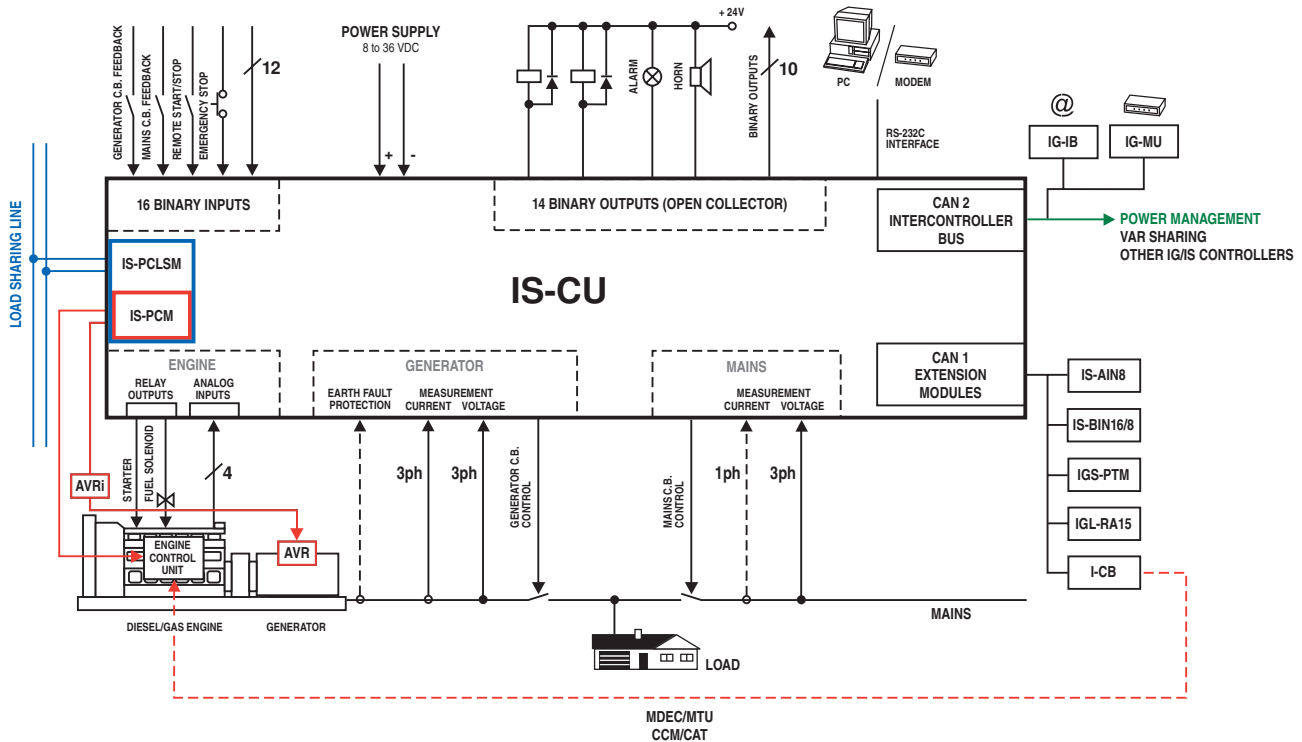 GENERATOR C.B. FEEDBACK
MAINS C.B. FEEDBACK
REMOTE START/STOP
EMERGENCY STOP
12
POWER SUPPLY
8 to 36 VDC
+
-
+ 24V
ALARM
HORN
BINARY OUTPUTS
10
PC
MODEM
RS-232C
INTERFACE
@
IG-IB
IG-MU
LOAD SHARING LINE
16 BINARY INPUTS
14 BINARY OUTPUTS (OPEN COLLECTOR)
CAN 2
INTERCONTROLLER
BUS
POWER MANAGEMENT
VAR SHARING
OTHER IG/IS CONTROLLERS
IS-PCLSM
IS-PCM
IS-CU
ENGINE
RELAY
OUTPUTS
ANALOG
INPUTS
GENERATOR
EARTH FAULT
PROTECTION
MEASUREMENT
CURRENT
VOLTAGE
MAINS
MEASUREMENT
CURRENT
VOLTAGE
CAN 1
EXTENSION
MODULES
IS-AIN8
IS-BIN16/8
IGS-PTM
IGL-RA15
I-CB
AVRi
STARTER
FUEL SOLENOID
4
3ph
3ph
GENERATOR C.B.
CONTROL
MAINS C.B.
CONTROL
1ph
3ph
ENGINE
CONTROL
UNIT
AVR
DIESEL/GAS ENGINE
GENERATOR
MAINS
LOAD
MDEC/MTU
CCM/CAT